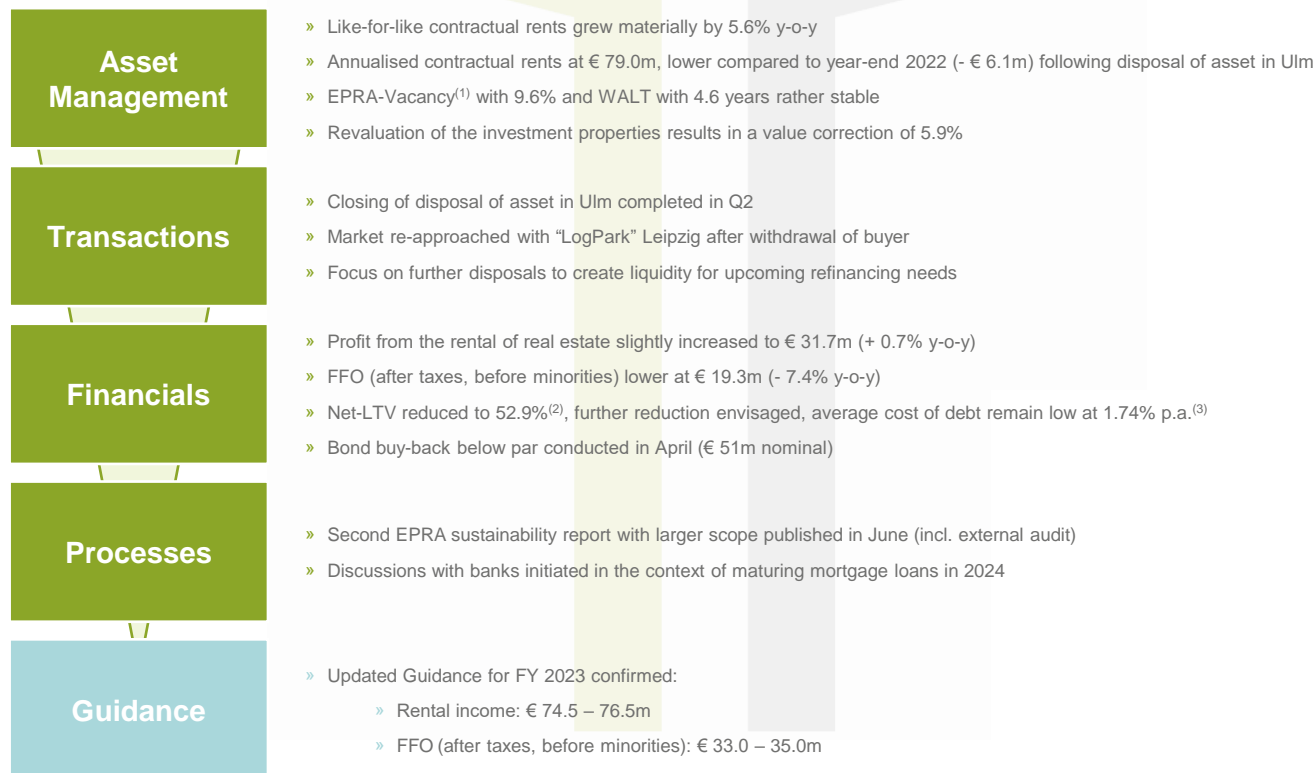 Asset
Management
» Like-for-like contractual rents grew materially by 5.6% y-o-y
» Annualised contractual rents at € 79.0m, lower compared to year-end 2022 (- € 6.1m) following disposal of asset in Ulm
» EPRA-Vacancy(1) with 9.6% and WALT with 4.6 years rather stable
» Revaluation of the investment properties results in a value correction of 5.9%
Transactions
» Closing of disposal of asset in Ulm completed in Q2
» Market re-approached with “LogPark” Leipzig after withdrawal of buyer
» Focus on further disposals to create liquidity for upcoming refinancing needs
Financials
» Profit from the rental of real estate slightly increased to € 31.7m (+ 0.7% y-o-y)
» FFO (after taxes, before minorities) lower at € 19.3m (- 7.4% y-o-y)
» Net-LTV reduced to 52.9%(2), further reduction envisaged, average cost of debt remain low at 1.74% p.a.(3)
» Bond buy-back below par conducted in April (€ 51m nominal)
Processes
» Second EPRA sustainability report with larger scope published in June (incl. external audit)
» Discussions with banks initiated in the context of maturing mortgage loans in 2024
Guidance
» Updated Guidance for FY 2023 confirmed:
» Rental income: € 74.5 – 76.5m
» FFO (after taxes, before minorities): € 33.0 – 35.0m